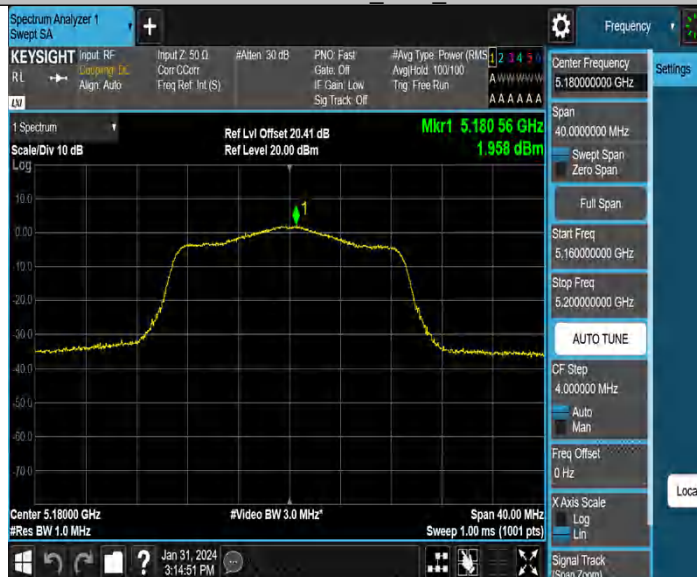 Spectrum Analyzer 1
Swept SA
+
Frequency
KEYSIGHT
RL
LXI
Input: RF
Coupling: DC
Align: Auto
Input Z: 50 Ω
Corr CCorr
Freq Ref: Int (S)
#Atten: 30 dB
PNO: Fast
Gate: Off
IF Gain: Low
Sig Track: Off
#Avg Type: Power (RMS
Avg|Hold: 100/100
Trig: Free Run
1 2 3 4 5 6
A W W W W W
A A A A A A
1 Spectrum
Scale/Div 10 dB
Log
Ref Lvl Offset 20.41 dB
Ref Level 20.00 dBm
Mkr1 5.180 56 GHz
1.958 dBm
10.0
0.00
-10.0
-20.0
-30.0
-40.0
-50.0
-60.0
-70.0
1
Center 5.18000 GHz
#Res BW 1.0 MHz
#Video BW 3.0 MHz*
Span 40.00 MHz
Sweep 1.00 ms (1001 pts)
?
Jan 31, 2024
3:14:51 PM
Center Frequency
5.180000000 GHz
Span
40.0000000 MHz
Swept Span
Zero Span
Full Span
Start Freq
5.160000000 GHz
Stop Freq
5.200000000 GHz
AUTO TUNE
CF Step
4.000000 MHz
Auto
Man
Freq Offset
0 Hz
X Axis Scale
Log
Lin
Signal Track
(Span Zoom)
Settings
Loca